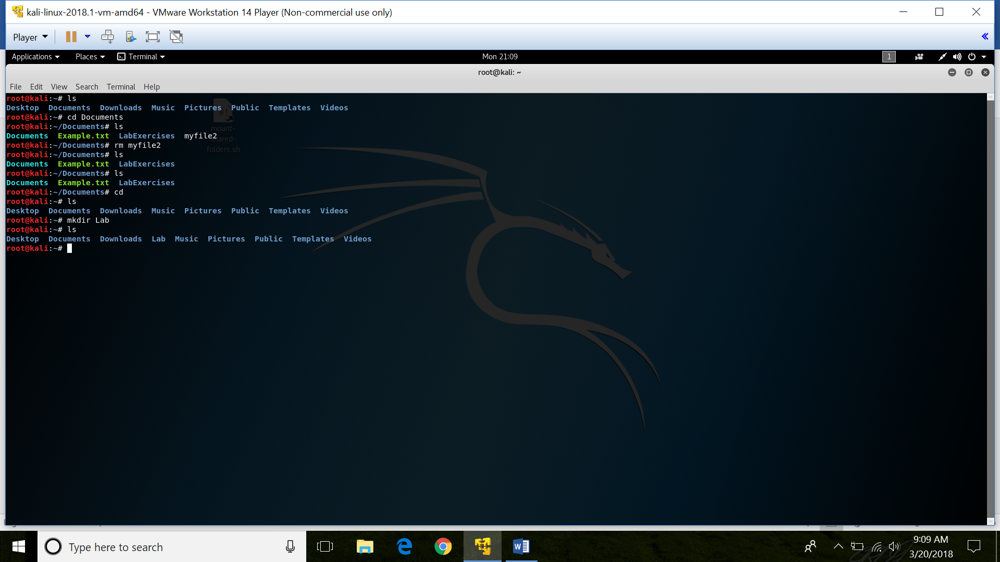 kali-linux-2018.1-vm-amd64 - VMware Workstation 14 Player (Non-commercial use only)
Player
Applications Places Terminal Mon 21:09 1
root@kali: ~
File Edit View Search Terminal Help
root@kali:~# ls
Desktop Documents Downloads Music Pictures Public Templates Videos
root@kali:~# cd Documents
root@kali:~/Documents# ls
Documents Example.txt LabExercises myfile2
root@kali:~/Documents# rm myfile2
root@kali:~/Documents# ls
Documents Example.txt LabExercises
root@kali:~/Documents# ls
Documents Example.txt LabExercises
root@kali:~/Documents# cd
root@kali:~# ls
Desktop Documents Downloads Music Pictures Public Templates Videos
root@kali:~# mkdir Lab
root@kali:~# ls
Desktop Documents Downloads Lab Music Pictures Public Templates Videos
root@kali:~#
mount-
shared-
folders.sh
Type here to search
9:09 AM
3/20/2018